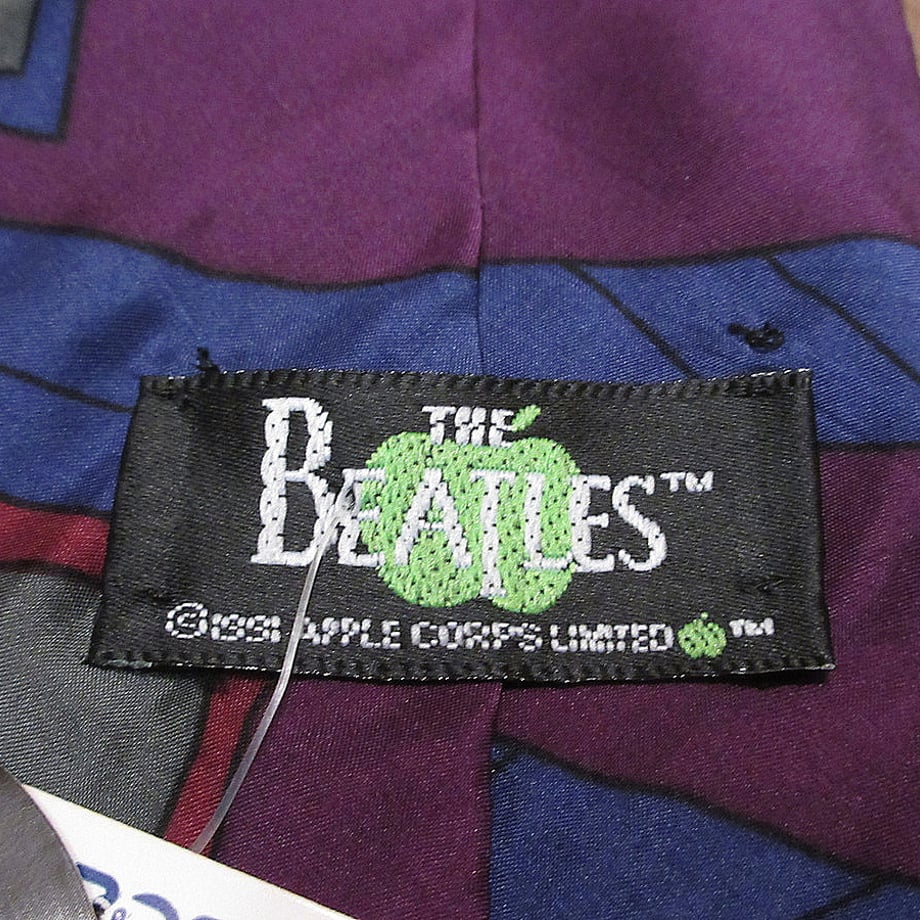 THE
BEATLES™
©1991 APPLE CORPS LIMITED ™